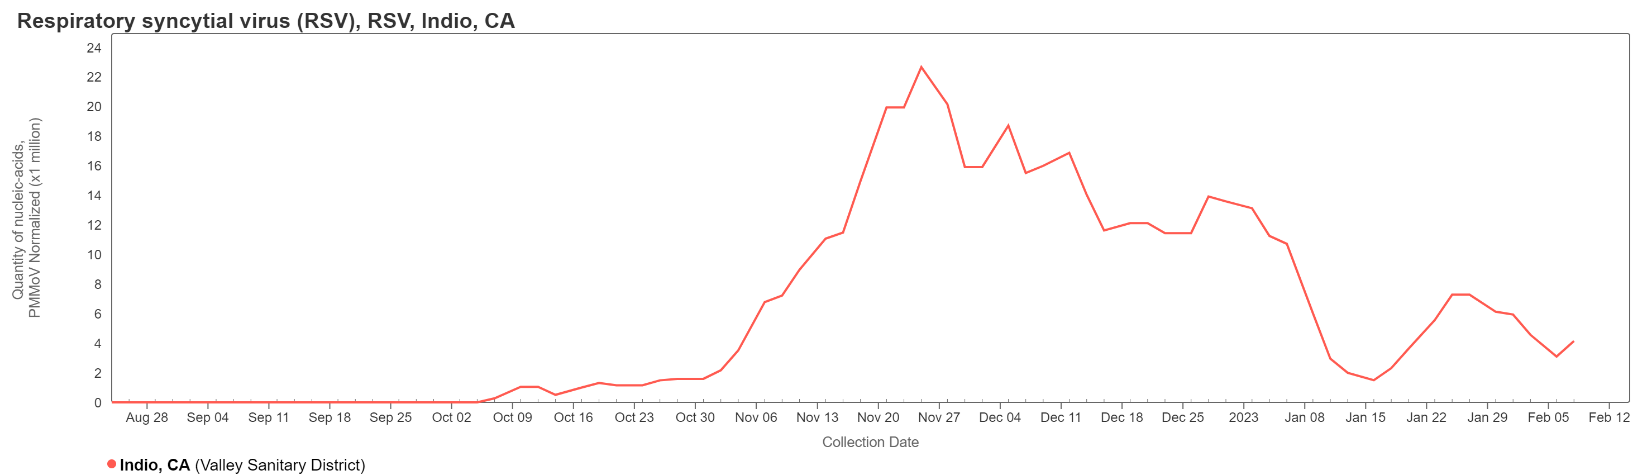 Respiratory syncytial virus (RSV), RSV, Indio, CA
24
22
20
18
16
14
12
10
8
6
4
2
0
Quantity of nucleic-acids,
PMMoV Normalized (x1 million)
Aug 28 Sep 04 Sep 11 Sep 18 Sep 25 Oct 02 Oct 09 Oct 16 Oct 23 Oct 30 Nov 06 Nov 13 Nov 20 Nov 27 Dec 04 Dec 11 Dec 18 Dec 25 2023 Jan 08 Jan 15 Jan 22 Jan 29 Feb 05 Feb 12
Collection Date
Indio, CA (Valley Sanitary District)